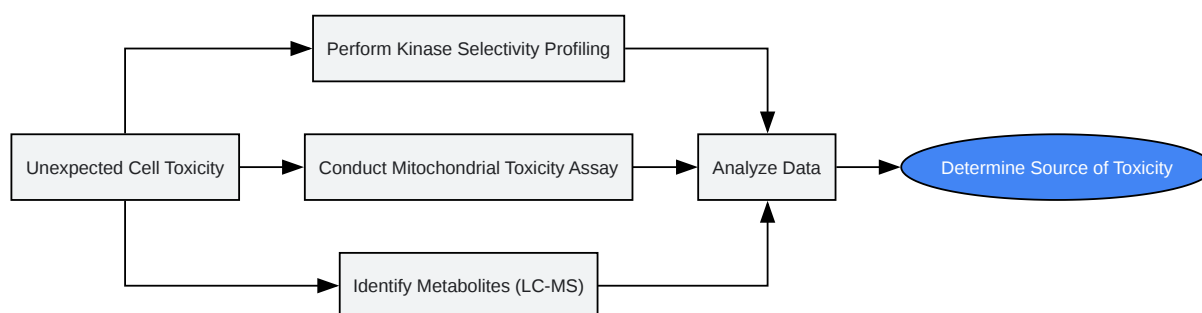 Perform Kinase Selectivity Profiling
Unexpected Cell Toxicity
Conduct Mitochondrial Toxicity Assay
Analyze Data
Determine Source of Toxicity
Identify Metabolites (LC-MS)